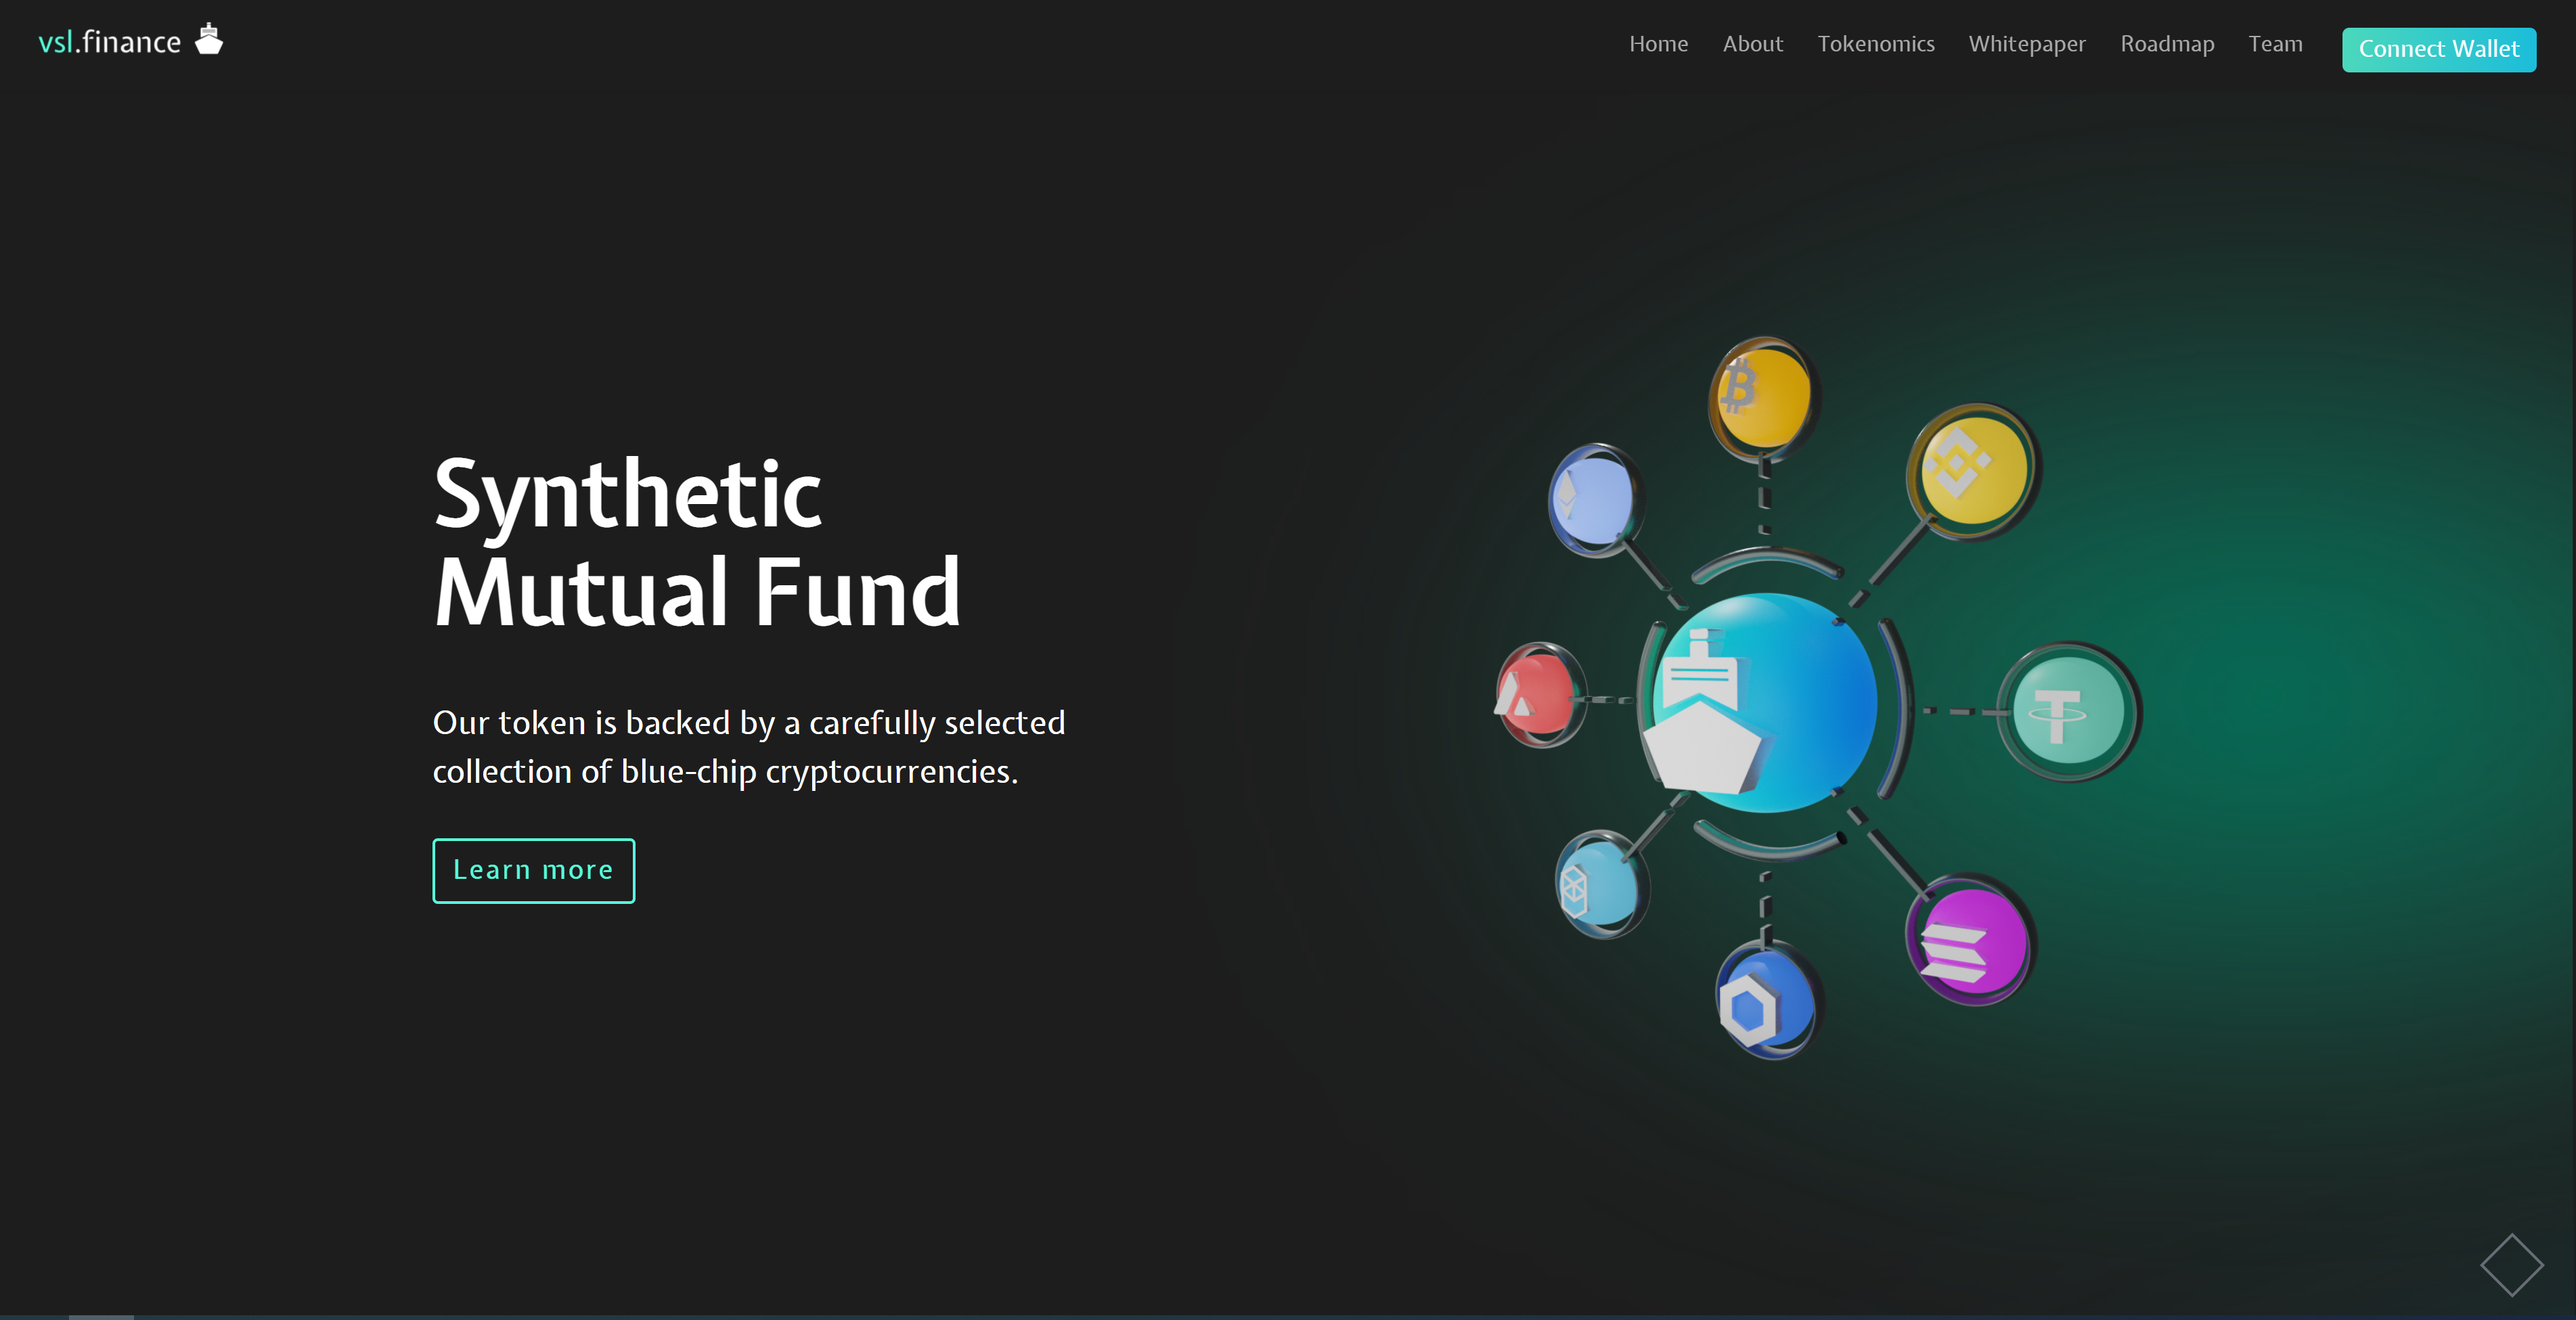 vsl.finance
Home About Tokenomics Whitepaper Roadmap Team Connect Wallet
Synthetic
Mutual Fund
Our token is backed by a carefully selected
collection of blue-chip cryptocurrencies.
Learn more